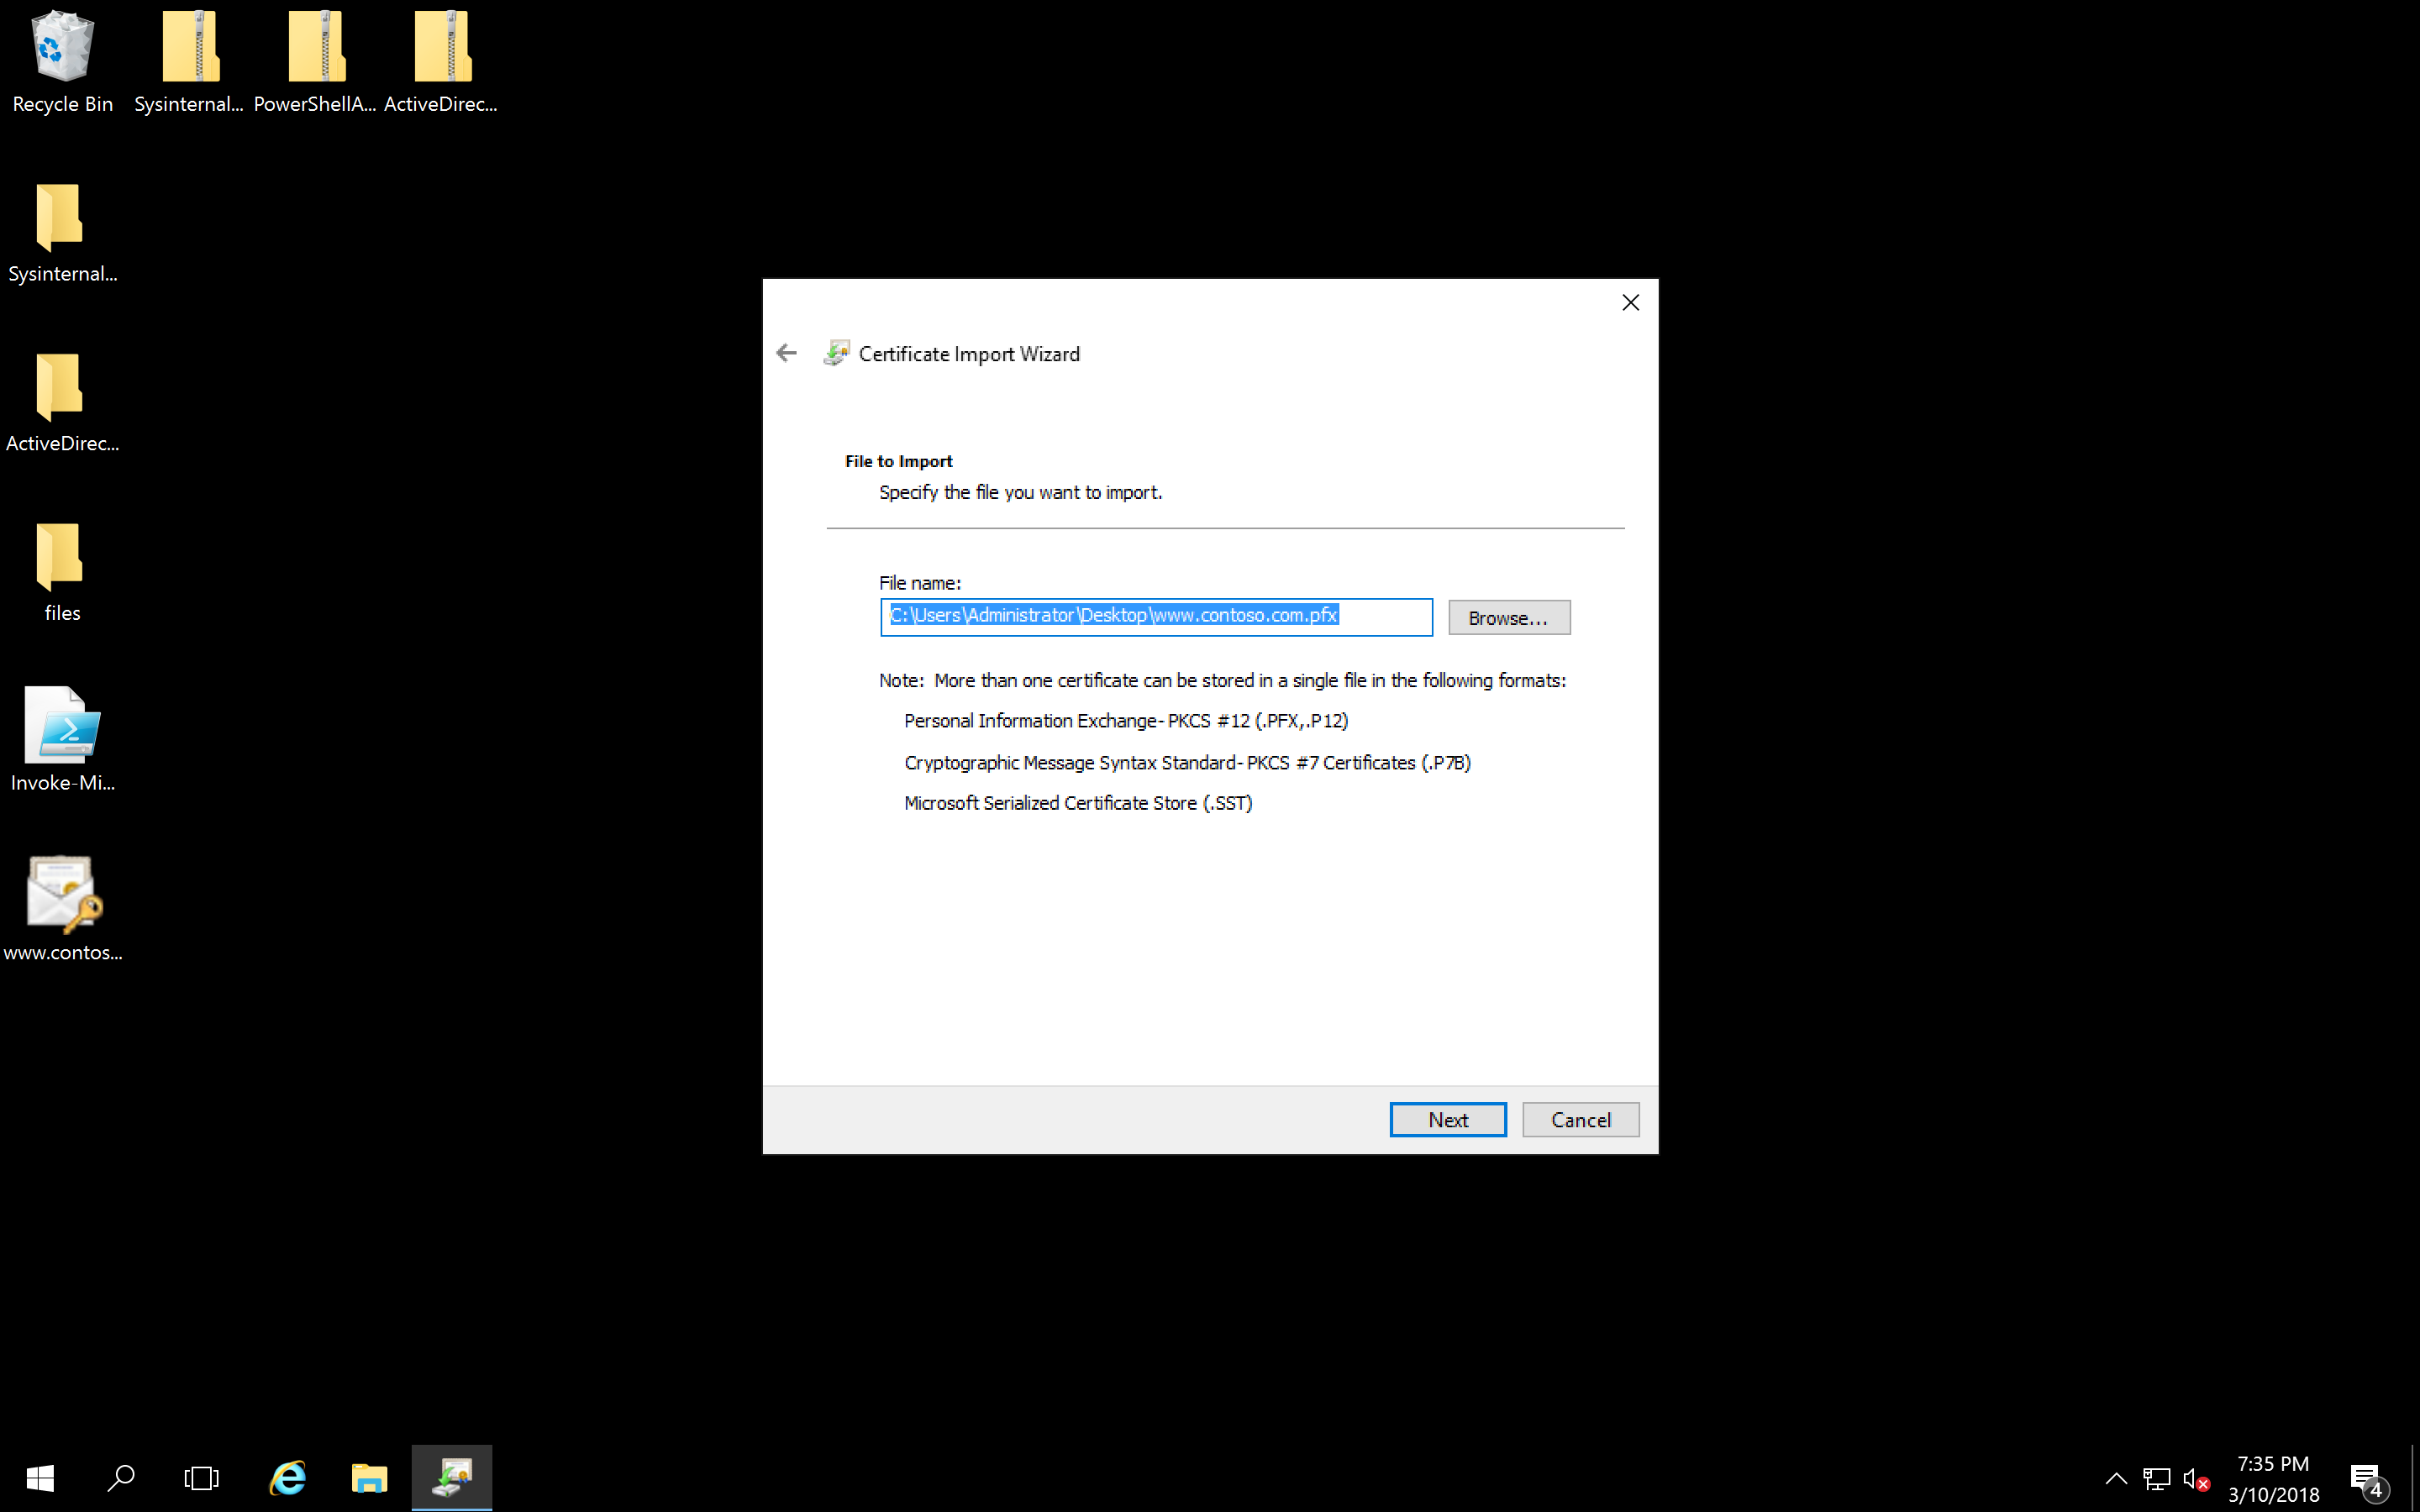 Recycle Bin
Sysinternal...
PowerShellA...
ActiveDirec...
Sysinternal...
ActiveDirec...
files
Invoke-Mi...
www.contos...
Certificate Import Wizard
File to Import
Specify the file you want to import.
File name:
C:\Users\Administrator\Desktop\www.contoso.com.pfx
Browse...
Note: More than one certificate can be stored in a single file in the following formats:
Personal Information Exchange- PKCS #12 (.PFX,.P12)
Cryptographic Message Syntax Standard- PKCS #7 Certificates (.P7B)
Microsoft Serialized Certificate Store (.SST)
Next
Cancel
7:35 PM
3/10/2018
4